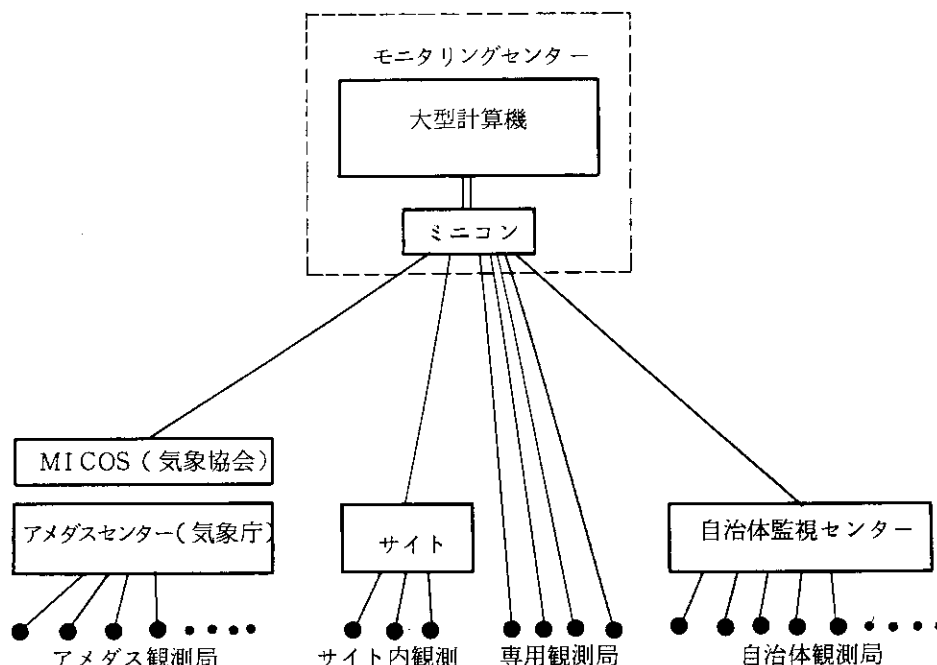 モニタリングセンター
大型計算機
ミニコン
MICOS(気象協会)
アメダスセンター(気象庁)
サイト
自治体監視センター
アメダス観測局
サイト内観測
専用観測局
自治体観測局